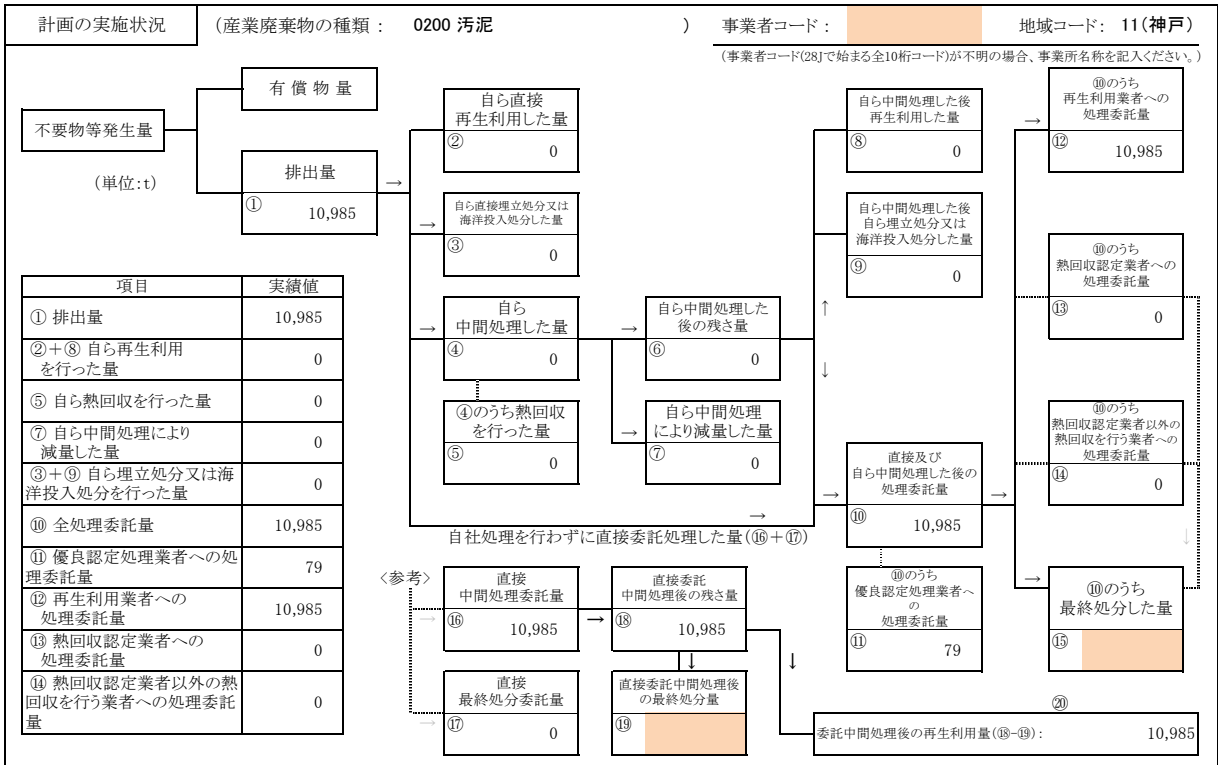 計画の実施状況 (産業廃棄物の種類 : 0200 汚泥 ) 事業者コード : 地域コード: 11(神戸)
(事業者コード(28Jで始まる全10桁コード)が不明の場合、事業所名称を記入ください。)
不要物等発生量
(単位:t)
有 償 物 量
排出量
① 10,985
→
自ら直接
再生利用した量
② 0
→
自ら直接埋立処分又は
海洋投入処分した量
③ 0
→
自ら
中間処理した量
④ 0
④のうち熱回収
を行った量
⑤ 0
→
自ら中間処理した
後の残さ量
⑥ 0
→
自ら中間処理
により減量した量
⑦ 0
自ら中間処理した後
再生利用した量
⑧ 0
自ら中間処理した後
自ら埋立処分又は
海洋投入処分した量
⑨ 0
↑
↓
→
自社処理を行わずに直接委託処理した量(⑯+⑰)
→
直接及び
自ら中間処理した後の
処理委託量
⑩ 10,985
→
⑩のうち
優良認定処理業者へ
の
処理委託量
⑪ 79
→
⑩のうち
再生利用業者への
処理委託量
⑫ 10,985
⑩のうち
熱回収認定業者への
処理委託量
⑬ 0
⑩のうち
熱回収認定業者以外の
熱回収を行う業者への
処理委託量
⑭ 0
↓
→
⑩のうち
最終処分した量
⑮
項目 実績値
① 排出量 10,985
②+⑧ 自ら再生利用
を行った量 0
⑤ 自ら熱回収を行った量 0
⑦ 自ら中間処理により
減量した量 0
③+⑨ 自ら埋立処分又は海
洋投入処分を行った量 0
⑩ 全処理委託量 10,985
⑪ 優良認定処理業者への処
理委託量 79
⑫ 再生利用業者への
処理委託量 10,985
⑬ 熱回収認定業者への
処理委託量 0
⑭ 熱回収認定業者以外の熱
回収を行う業者への処理委託
量 0
<参考>
→
直接
中間処理委託量
⑯ 10,985
→
直接委託
中間処理後の残さ量
⑱ 10,985
→
直接
最終処分委託量
⑰ 0
↓
直接委託中間処理後
の最終処分量
⑲
↓
⑳
委託中間処理後の再生利用量(⑱-⑲) : 10,985